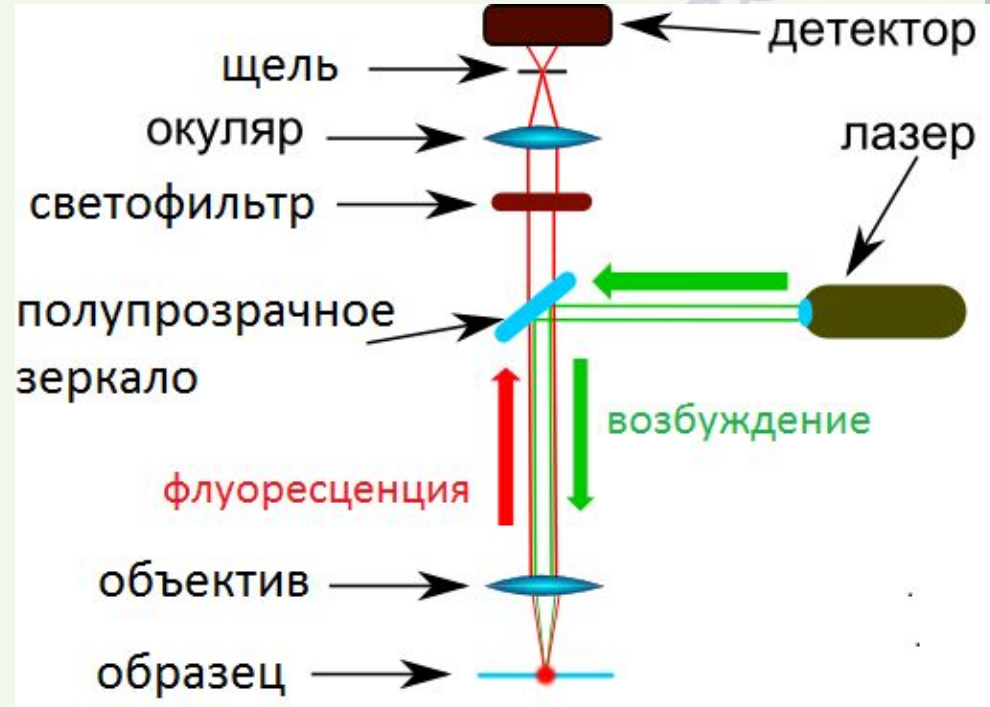 детектор
щель
окуляр
лазер
светофильтр
полупрозрачное
зеркало
возбуждение
флуоресценция
объектив
образец